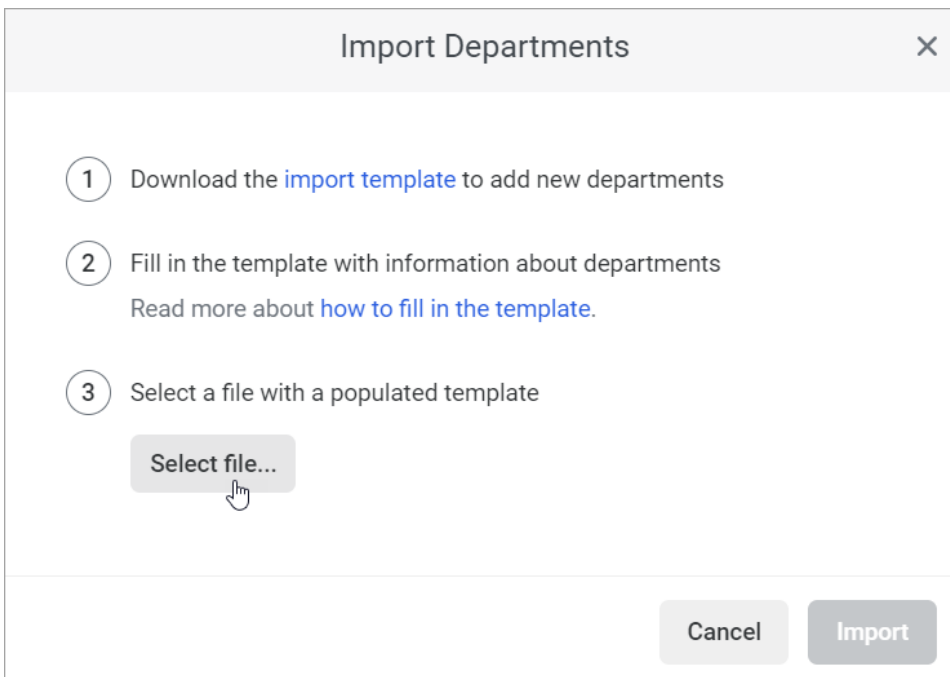 Import Departments
1 Download the import template to add new departments
2 Fill in the template with information about departments
Read more about how to fill in the template.
3 Select a file with a populated template
Select file...
Cancel Import